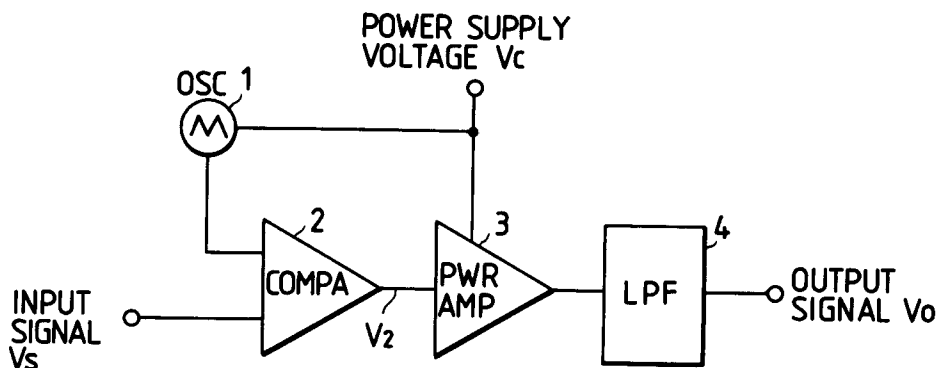 POWER SUPPLY
VOLTAGE Vc
OSC 1
2
COMPA
V2
3
PWR
AMP
4
LPF
INPUT
SIGNAL
Vs
OUTPUT
SIGNAL Vo